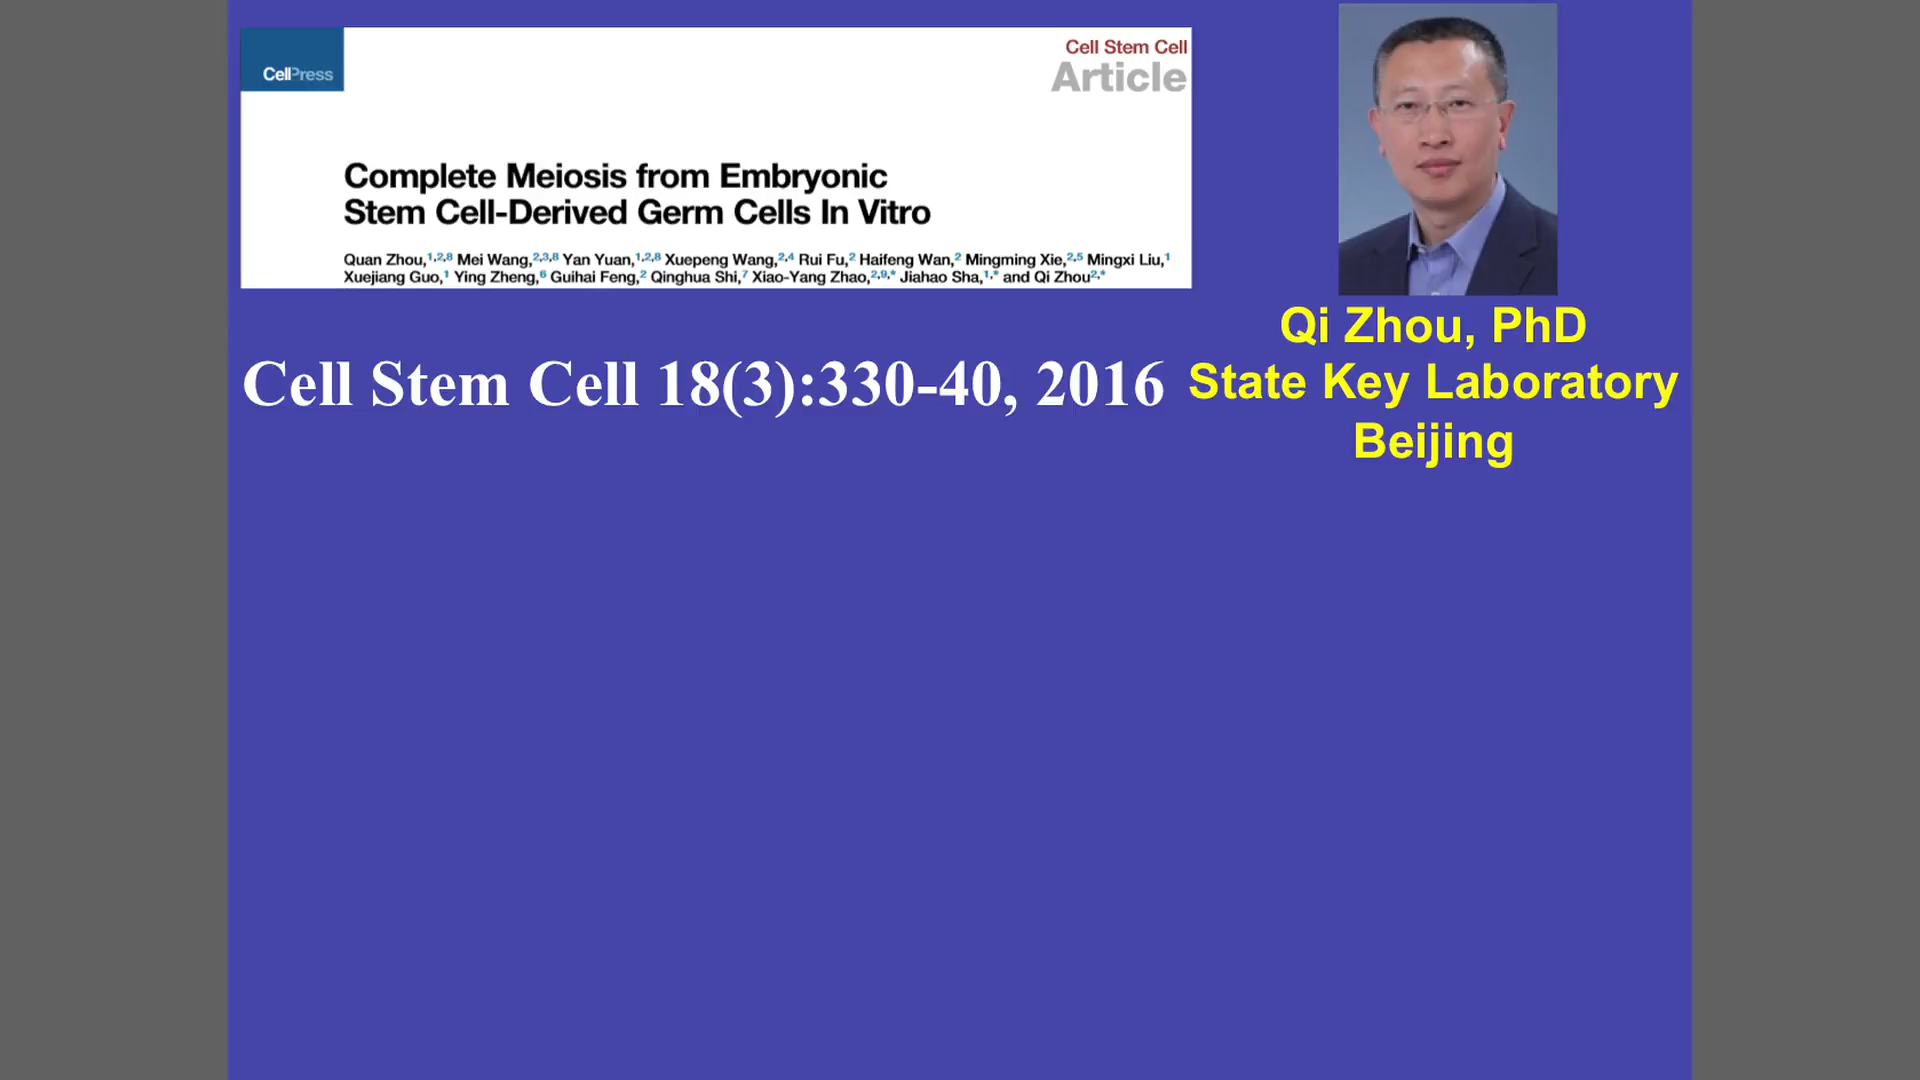 CellPress
Cell Stem Cell
Article
Complete Meiosis from Embryonic
Stem Cell-Derived Germ Cells In Vitro
Quan Zhou,1,2,8 Mei Wang,2,3,8 Yan Yuan,1,2,8 Xuepeng Wang,2,4 Rui Fu,2 Haifeng Wan,2 Mingming Xie,2,5 Mingxi Liu,1
Xuejiang Guo,1 Ying Zheng,6 Guihai Feng,2 Qinghua Shi,7 Xiao-Yang Zhao,2,9,* Jiahao Sha,1,* and Qi Zhou2,*
Cell Stem Cell 18(3):330-40, 2016
Qi Zhou, PhD
State Key Laboratory
Beijing